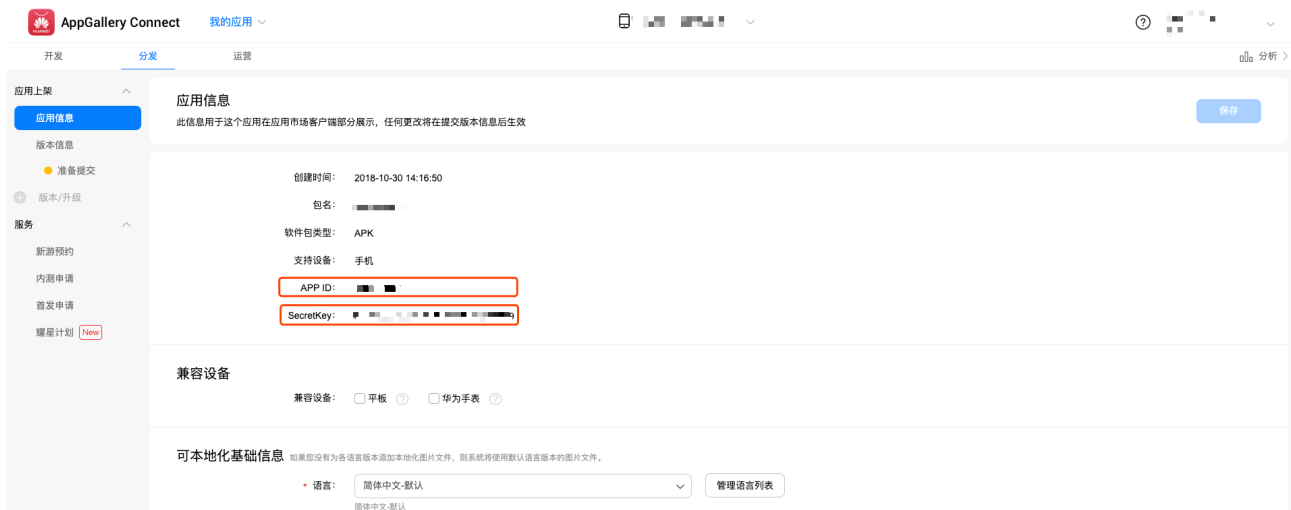 HUAWEI
AppGallery Connect 我的应用
开发 分发 运营 分析
应用上架
应用信息
版本信息
准备提交
版本/升级
服务
新游预约
内测申请
首发申请
耀星计划 New
应用信息
此信息用于这个应用在应用市场客户端部分展示，任何更改将在提交版本信息后生效
保存
创建时间： 2018-10-30 14:16:50
包名：
软件包类型： APK
支持设备： 手机
APP ID：
SecretKey：
兼容设备
兼容设备： 平板 ? 华为手表 ?
可本地化基础信息 如果您没有为各语言版本添加本地化图片文件，则系统将使用默认语言版本的图片文件。
* 语言： 简体中文-默认 管理语言列表
简体中文-默认